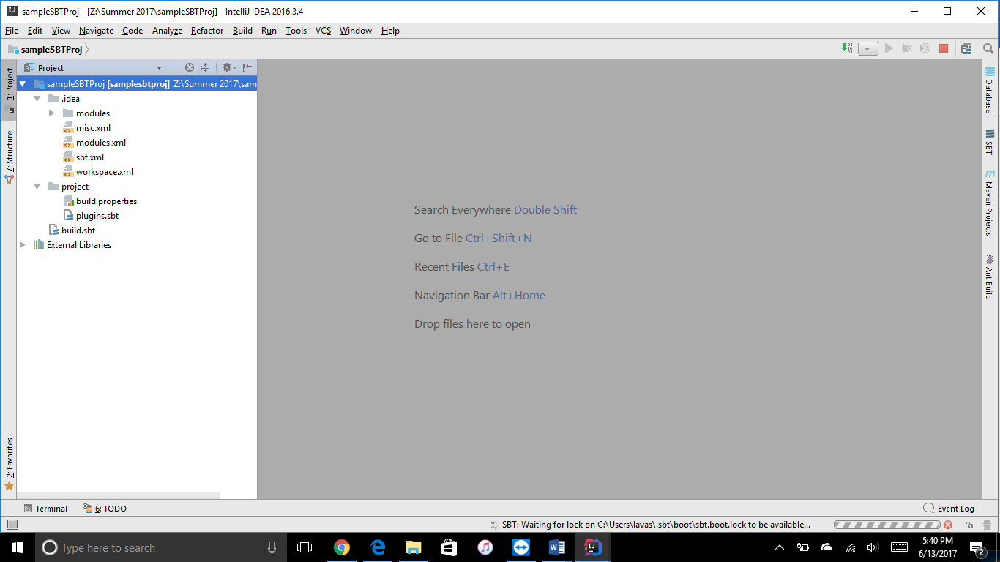 sampleSBTProj - [Z:\Summer 2017\sampleSBTProj] - IntelliJ IDEA 2016.3.4
File Edit View Navigate Code Analyze Refactor Build Run Tools VCS Window Help
sampleSBTProj
Project
1: Project
7: Structure
2: Favorites
sampleSBTProj [samplesbtproj] Z:\Summer 2017\sam
.idea
modules
misc.xml
modules.xml
sbt.xml
workspace.xml
project
build.properties
plugins.sbt
build.sbt
External Libraries
Search Everywhere Double Shift
Go to File Ctrl+Shift+N
Recent Files Ctrl+E
Navigation Bar Alt+Home
Drop files here to open
Database
SBT
m
Maven Projects
Ant Build
Terminal 6: TODO Event Log
SBT: Waiting for lock on C:\Users\lavas\.sbt\boot\sbt.boot.lock to be available...
Type here to search
5:40 PM
6/13/2017
2